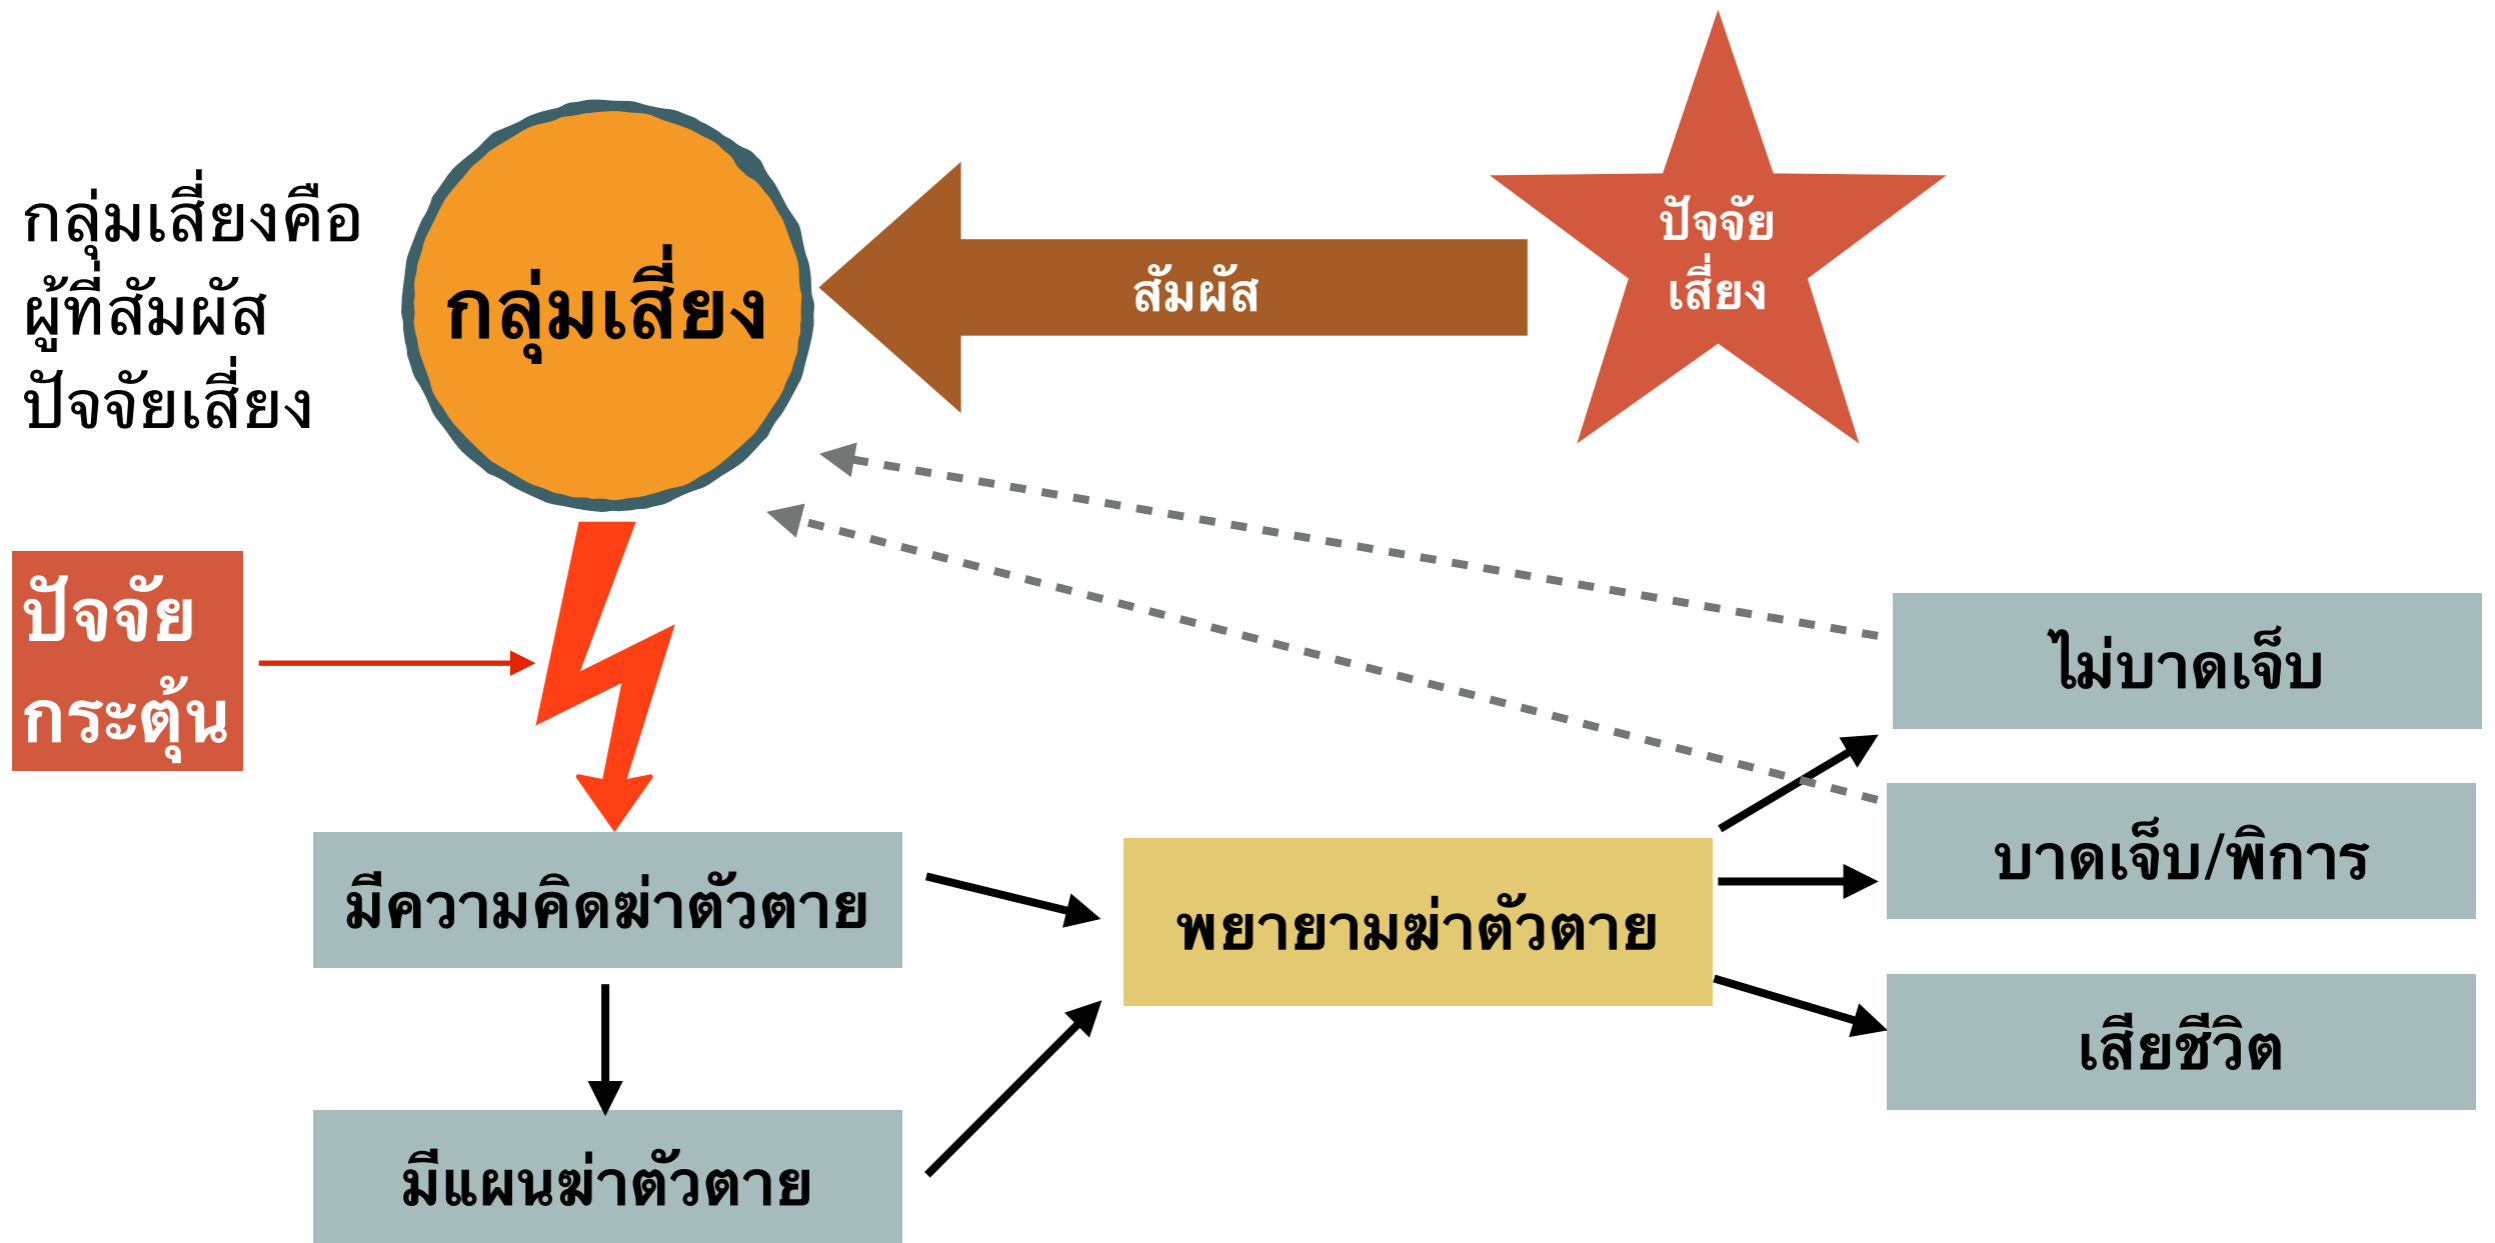 กลุ่มเสี่ยงคือ
ผู้ที่สัมผัส
ปัจจัยเสี่ยง
กลุ่มเสี่ยง
สัมผัส
ปัจจัย
เสี่ยง
ปัจจัย
กระตุ้น
มีความคิดฆ่าตัวตาย
มีแผนฆ่าตัวตาย
พยายามฆ่าตัวตาย
ไม่บาดเจ็บ
บาดเจ็บ/พิการ
เสียชีวิต